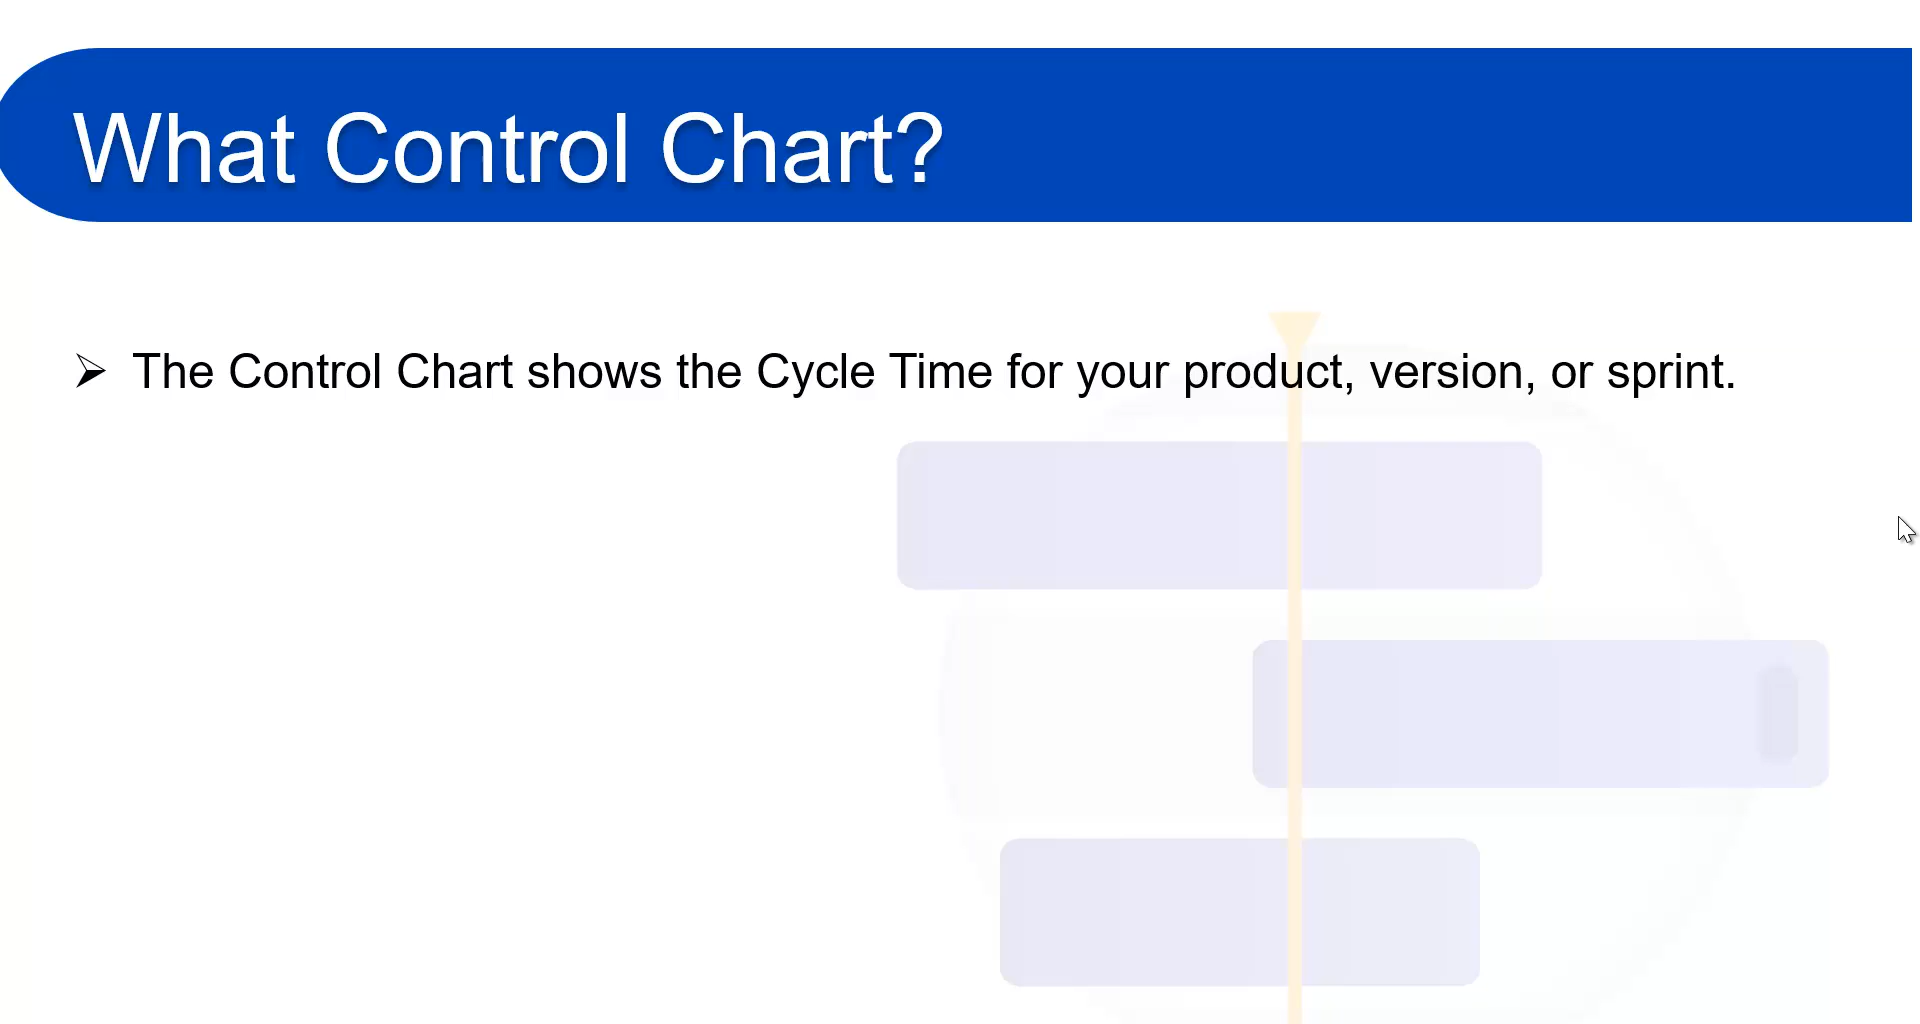 What Control Chart?
➢ The Control Chart shows the Cycle Time for your product, version, or sprint.